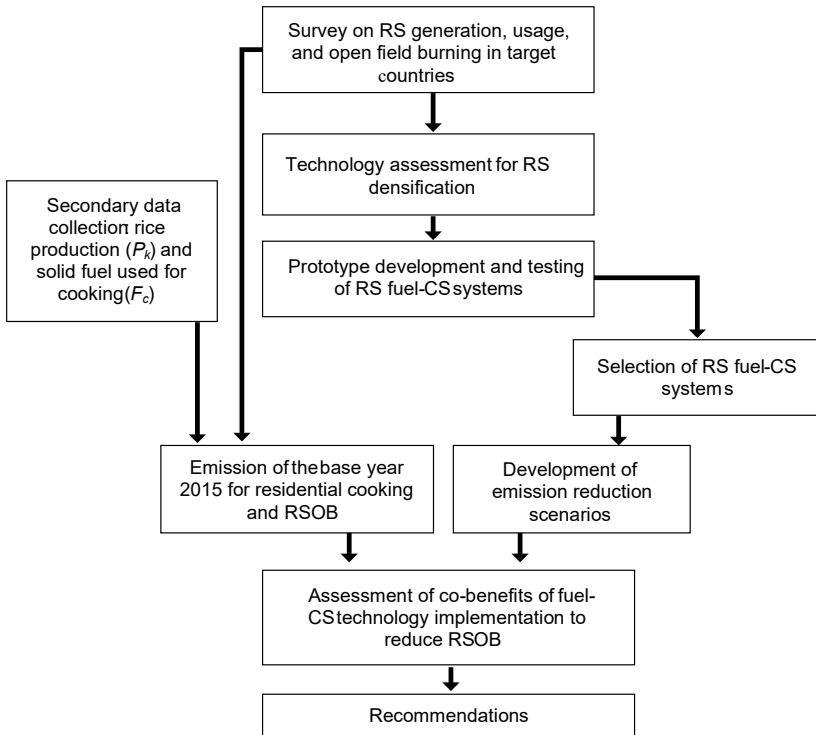 Survey on RS generation, usage,
and open field burning in target
countries
Technology assessment for RS
densification
Secondary data
collection: rice
production (Pk) and
solid fuel used for
cooking (Fc)
Prototype development and testing
of RS fuel-CS systems
Selection of RS fuel-CS
systems
Emission of the base year
2015 for residential cooking
and RSOB
Development of
emission reduction
scenarios
Assessment of co-benefits of fuel-
CS technology implementation to
reduce RSOB
Recommendations